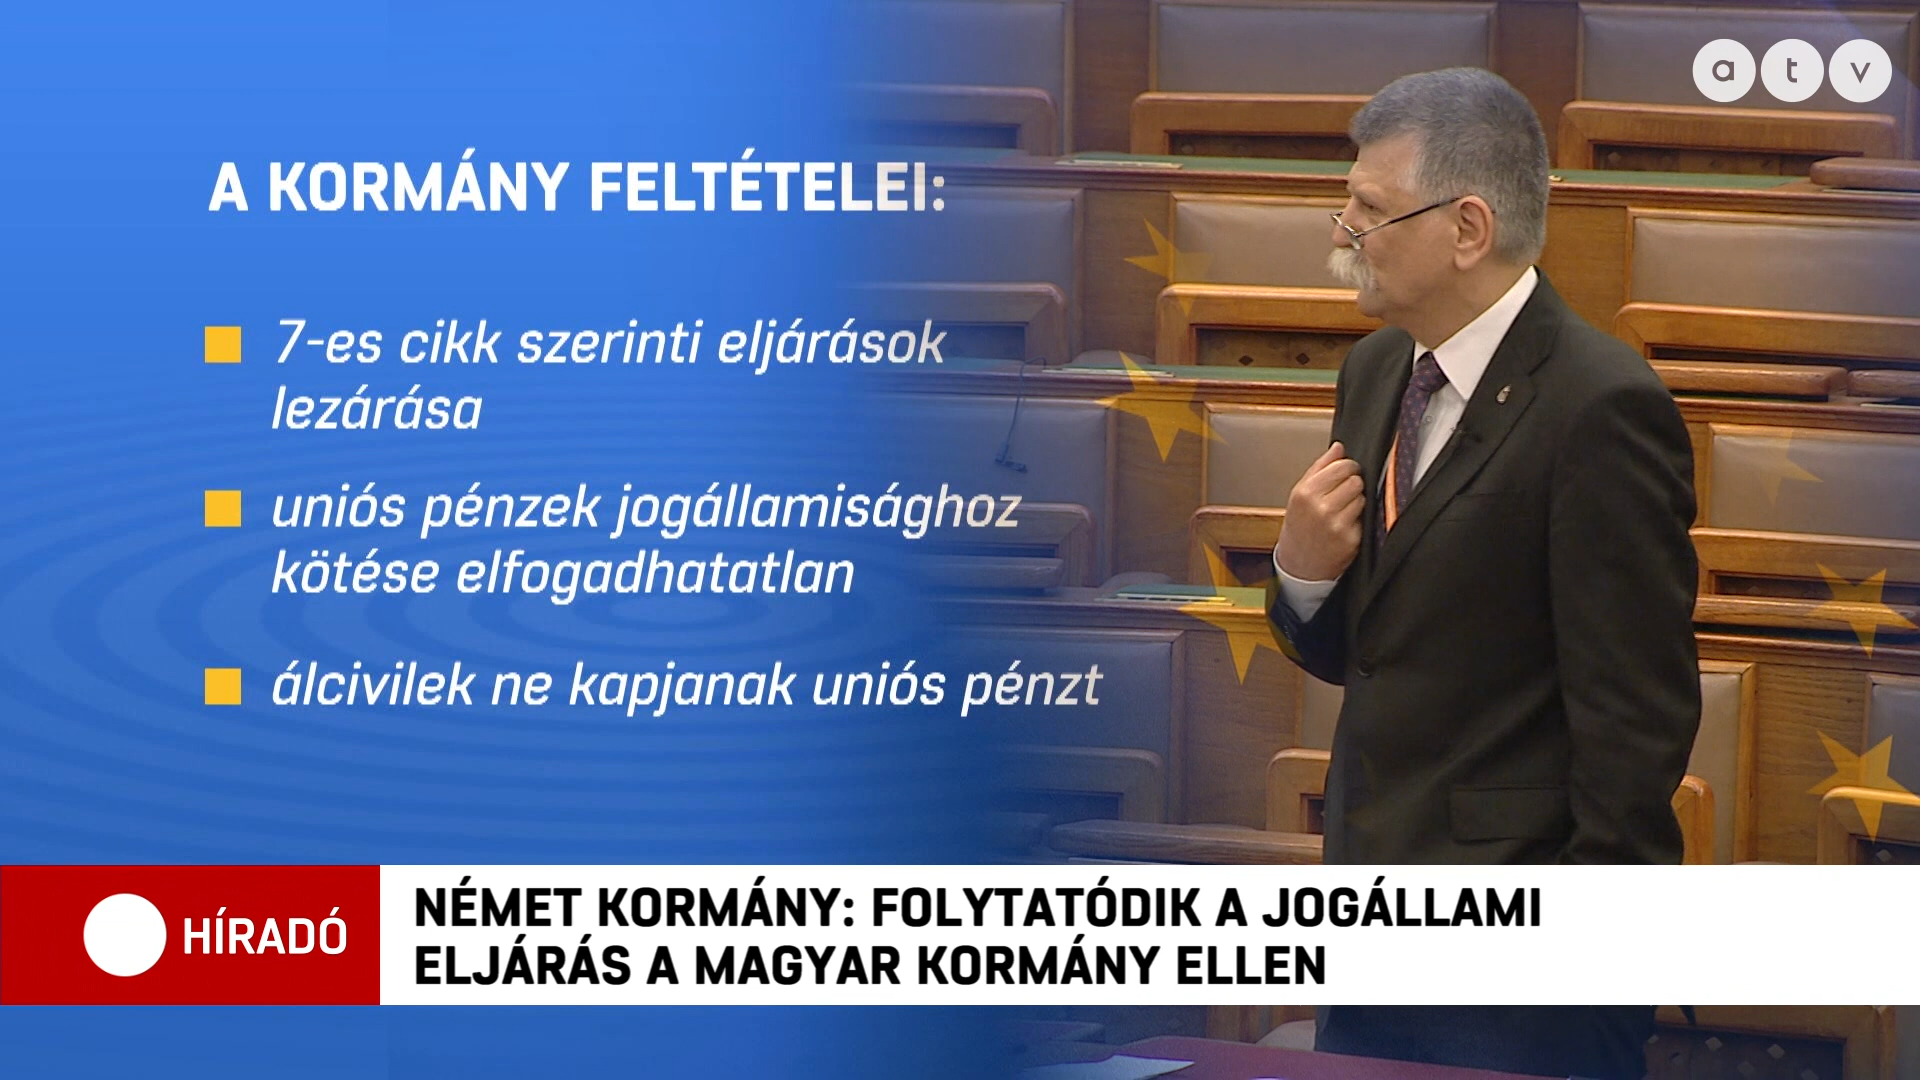 atv
A KORMÁNY FELTÉTELEI:
7-es cikk szerinti eljárások
lezárása
uniós pénzek jogállamisághoz
kötése elfogadhatatlan
álcivilek ne kapjanak uniós pénzt
HÍRADÓ
NÉMET KORMÁNY: FOLYTATÓDIK A JOGÁLLAMI
ELJÁRÁS A MAGYAR KORMÁNY ELLEN